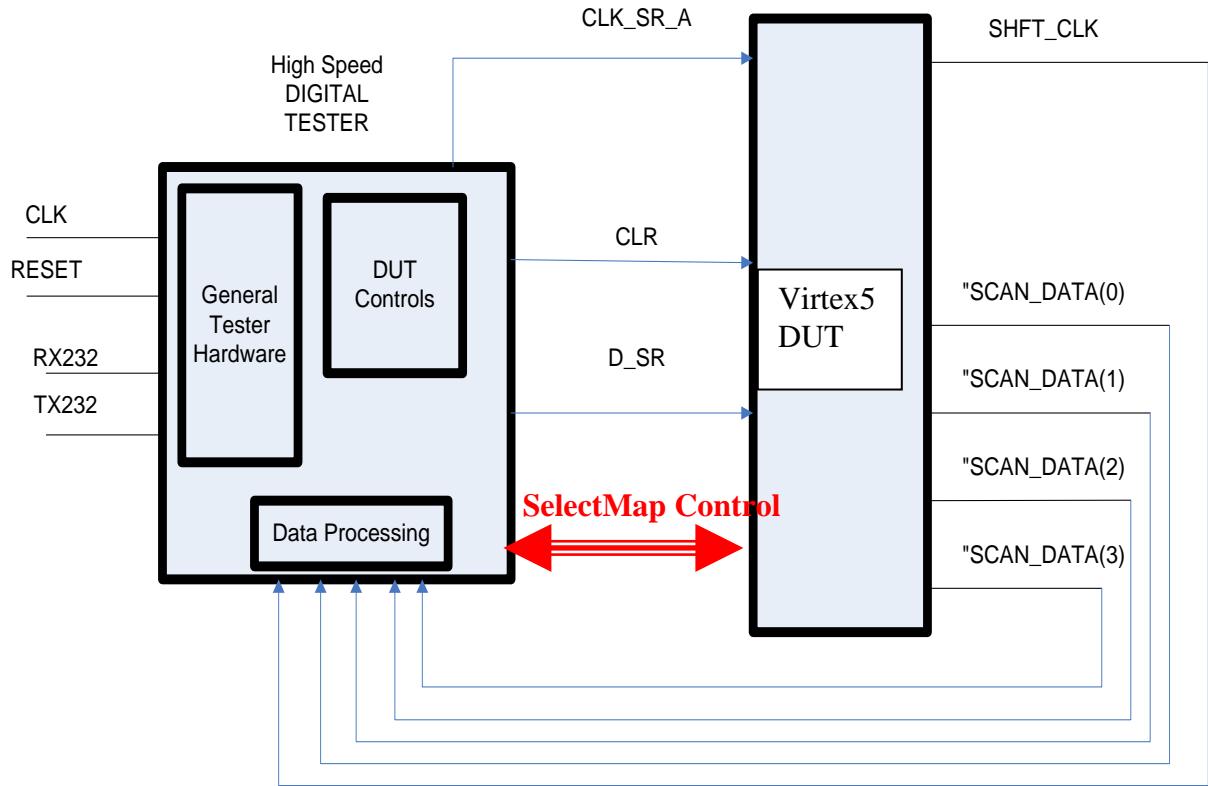 CLK_SR_A
SHFT_CLK
High Speed
DIGITAL
TESTER
CLK
RESET
RX232
TX232
General
Tester
Hardware
DUT
Controls
Data Processing
CLR
D_SR
SelectMap Control
Virtex5
DUT
"SCAN_DATA(0)
"SCAN_DATA(1)
"SCAN_DATA(2)
"SCAN_DATA(3)